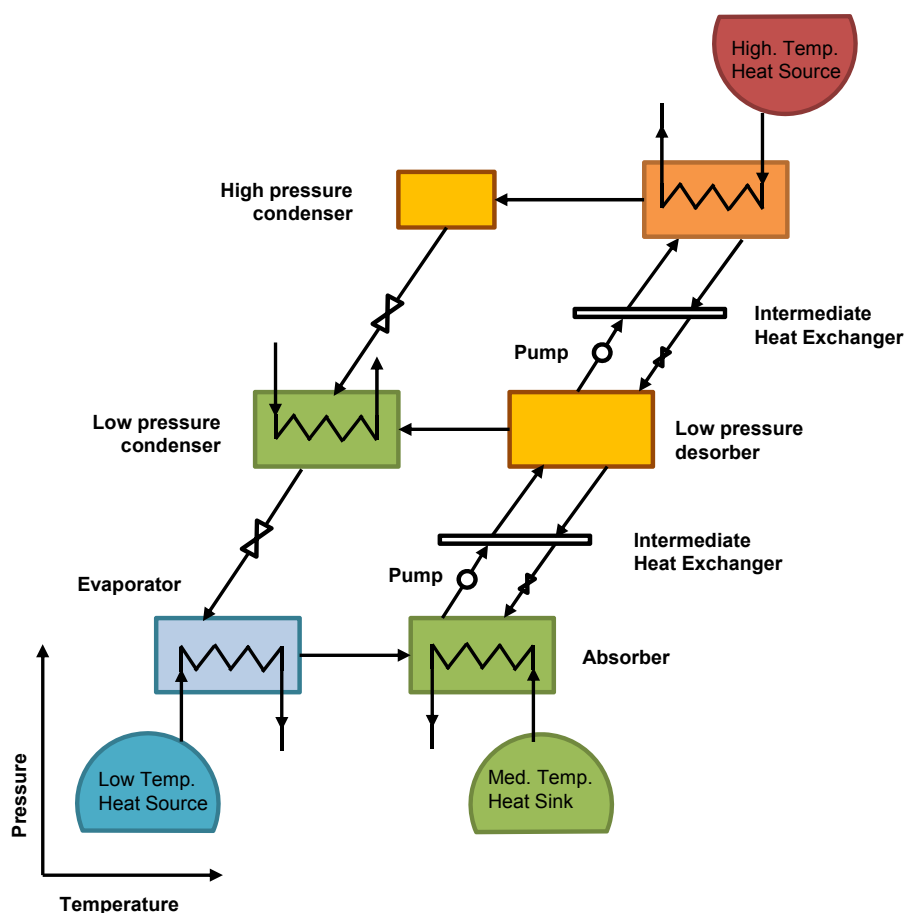 High. Temp.
Heat Source
High pressure
condenser
Intermediate
Heat Exchanger
Pump
Low pressure
condenser
Low pressure
desorber
Intermediate
Heat Exchanger
Pump
Evaporator
Absorber
Low Temp.
Heat Source
Med. Temp.
Heat Sink
Pressure
Temperature